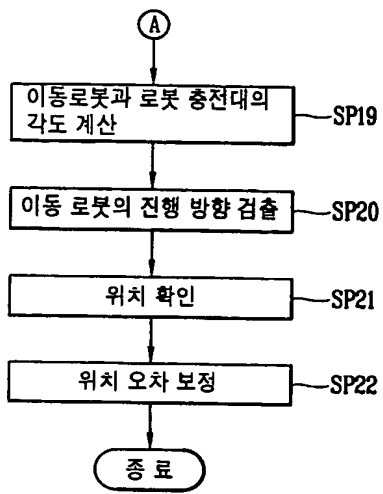 A
이동로봇과 로봇 충전대의
각도 계산
SP19
이동 로봇의 진행 방향 검출
SP20
위치 확인
SP21
위치 오차 보정
SP22
종 료